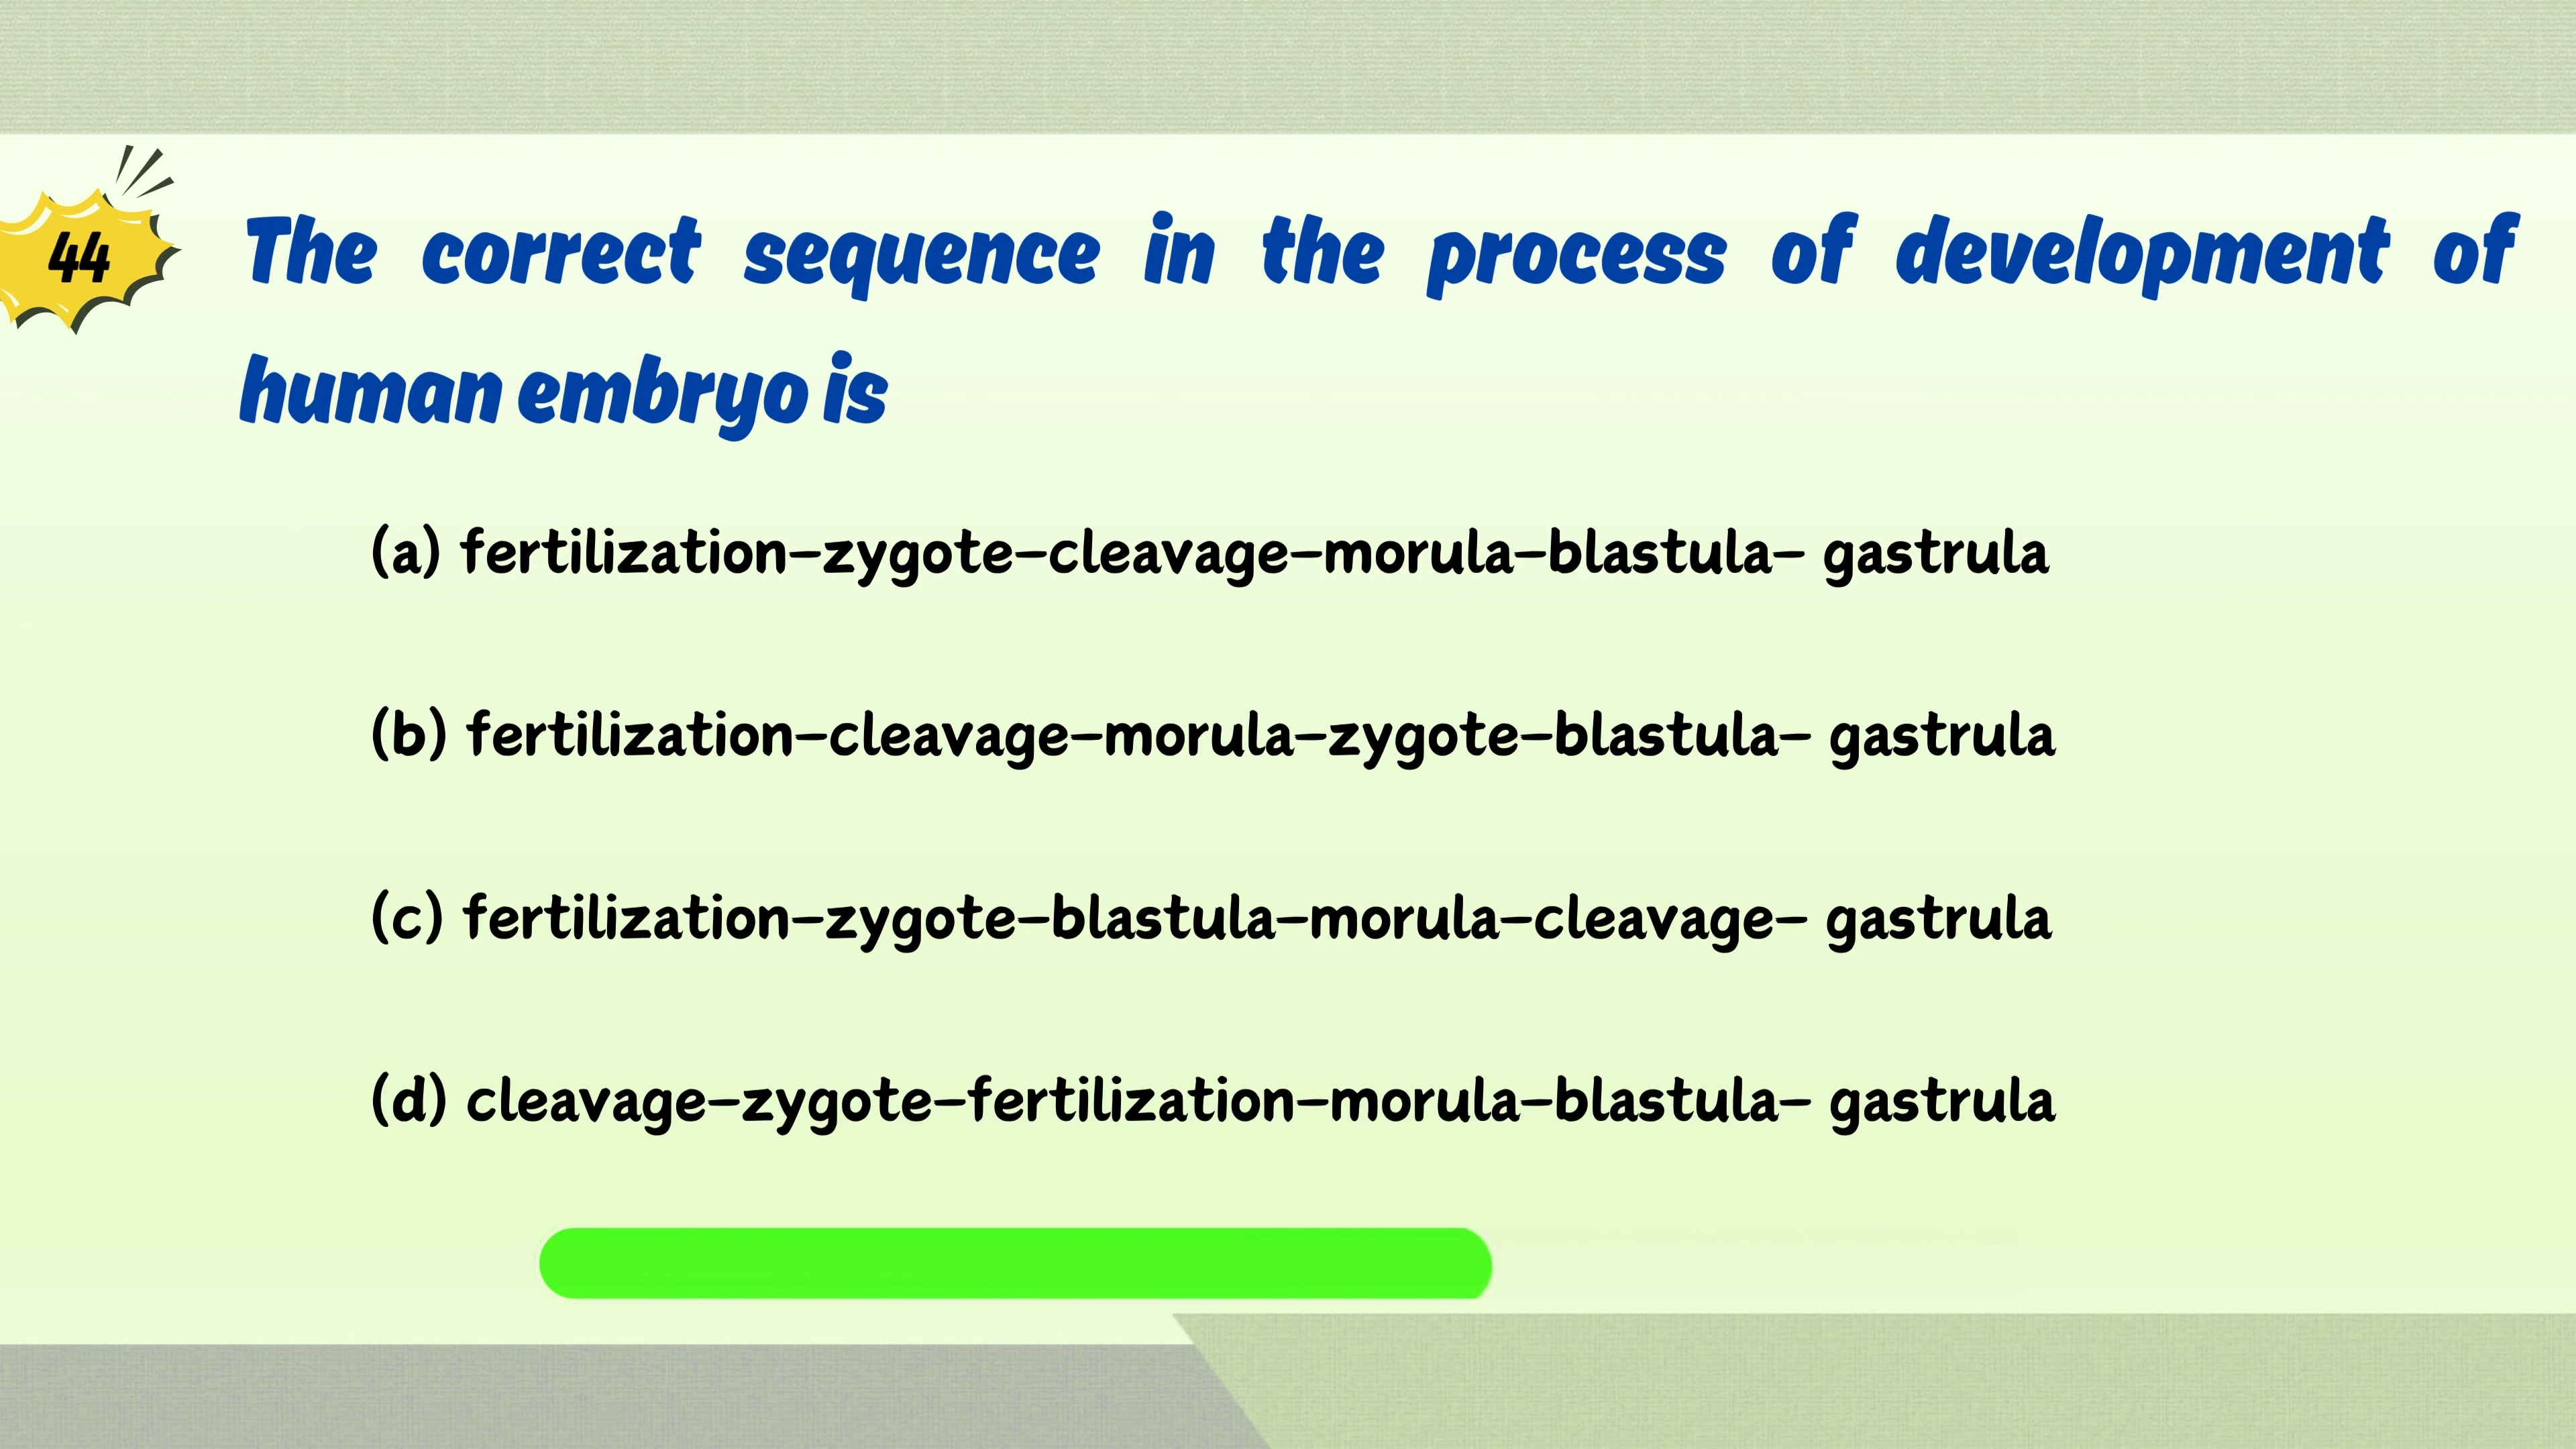 44
The correct sequence in the process of development of
human embryo is
(a) fertilization–zygote–cleavage–morula–blastula– gastrula
(b) fertilization–cleavage–morula–zygote–blastula– gastrula
(c) fertilization–zygote–blastula–morula–cleavage– gastrula
(d) cleavage–zygote–fertilization–morula–blastula– gastrula